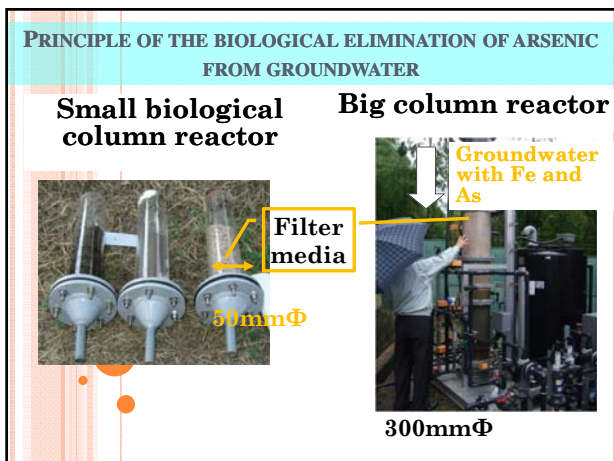 PRINCIPLE OF THE BIOLOGICAL ELIMINATION OF ARSENIC
FROM GROUNDWATER
Small biological
column reactor
Big column reactor
Groundwater
with Fe and
As
Filter
media
50mmΦ
300mmΦ